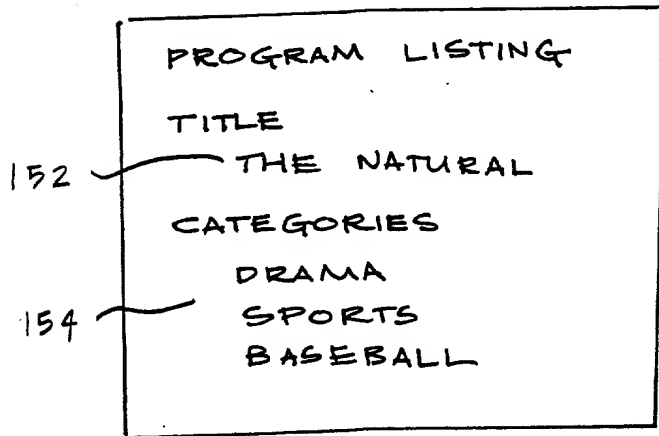 PROGRAM LISTING
TITLE
152 THE NATURAL
CATEGORIES
DRAMA
154 SPORTS
BASEBALL